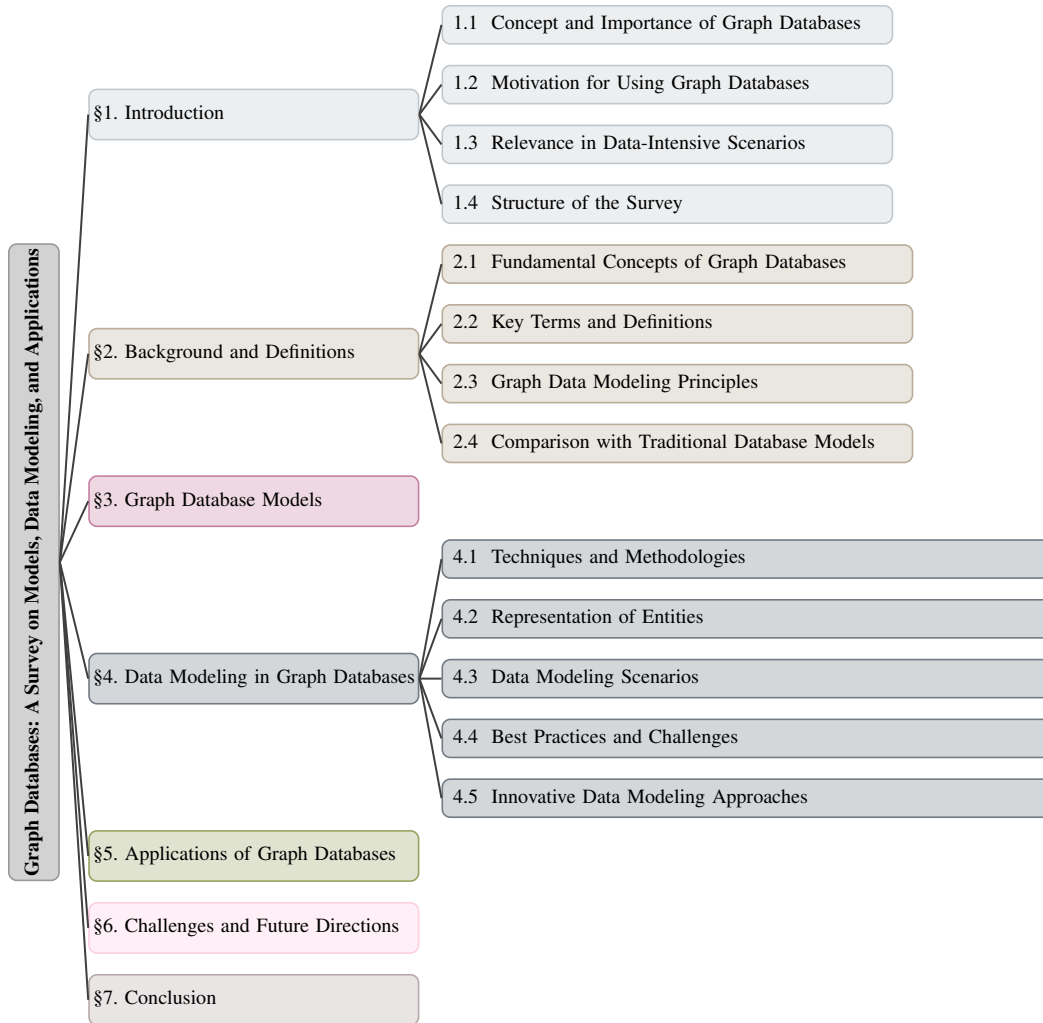 Graph Databases: A Survey on Models, Data Modeling, and Applications
§1. Introduction
1.1 Concept and Importance of Graph Databases
1.2 Motivation for Using Graph Databases
1.3 Relevance in Data-Intensive Scenarios
1.4 Structure of the Survey
§2. Background and Definitions
2.1 Fundamental Concepts of Graph Databases
2.2 Key Terms and Definitions
2.3 Graph Data Modeling Principles
2.4 Comparison with Traditional Database Models
§3. Graph Database Models
§4. Data Modeling in Graph Databases
4.1 Techniques and Methodologies
4.2 Representation of Entities
4.3 Data Modeling Scenarios
4.4 Best Practices and Challenges
4.5 Innovative Data Modeling Approaches
§5. Applications of Graph Databases
§6. Challenges and Future Directions
§7. Conclusion